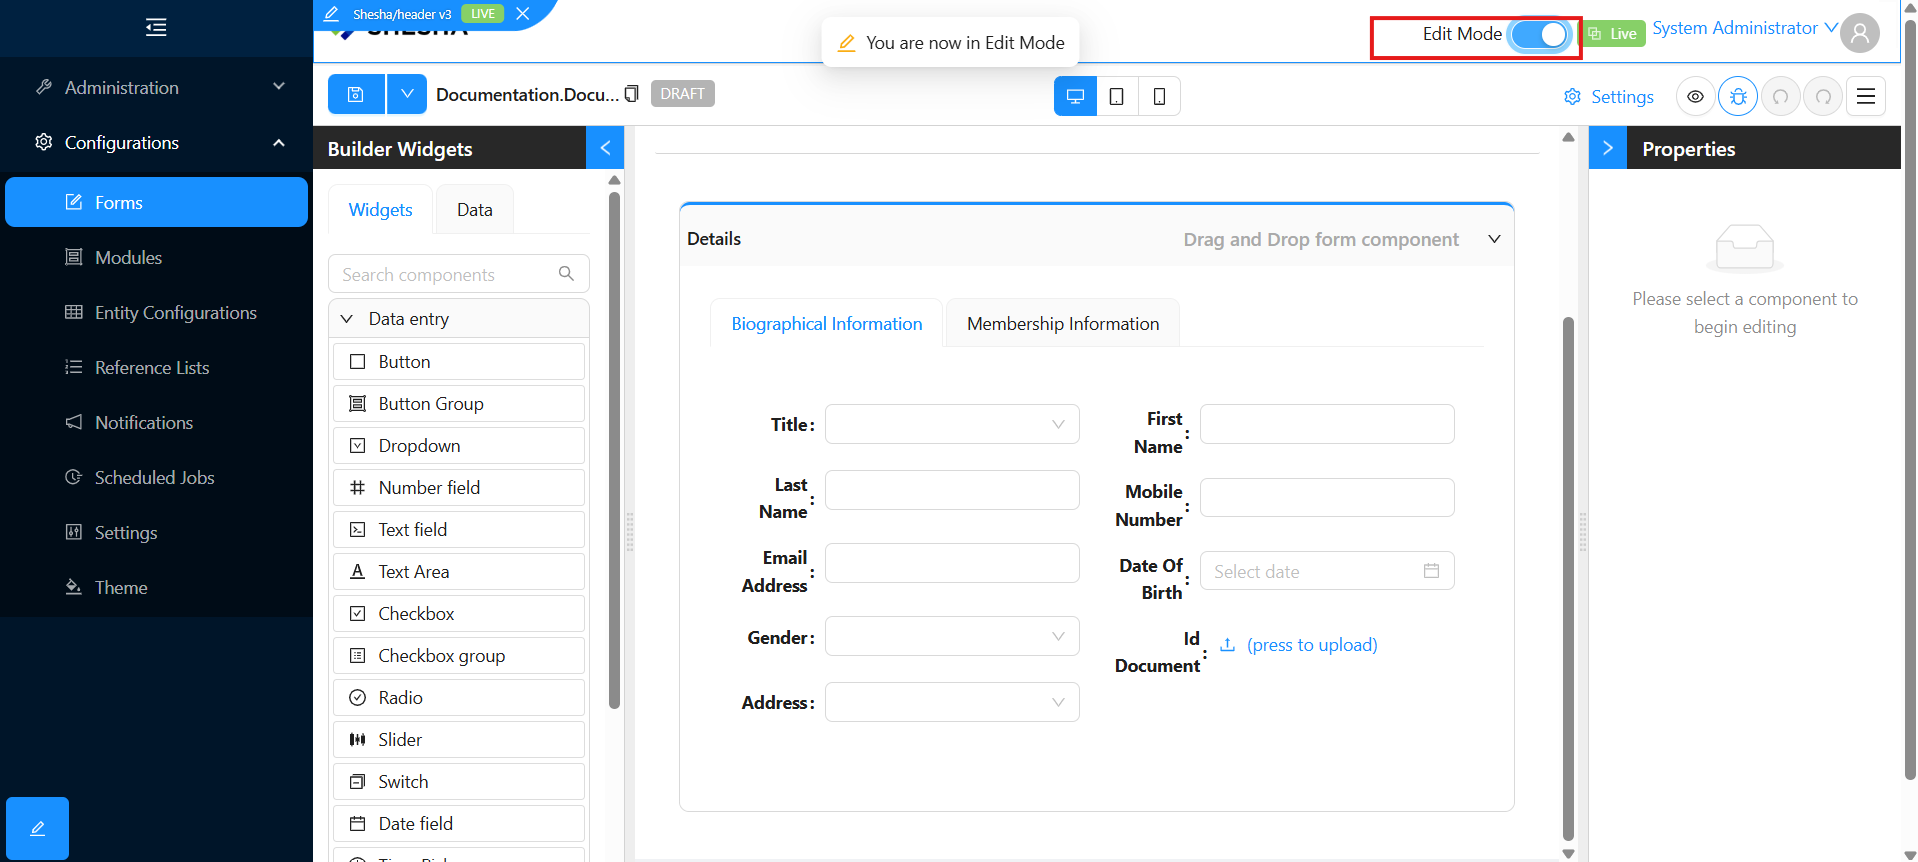 Shesha/header v3 LIVE
SHESHA
You are now in Edit Mode
Edit Mode
Live
System Administrator
Administration
Configurations
Forms
Modules
Entity Configurations
Reference Lists
Notifications
Scheduled Jobs
Settings
Theme
Documentation.Docu...
DRAFT
Settings
Builder Widgets
Widgets
Data
Search components
Data entry
Button
Button Group
Dropdown
Number field
Text field
Text Area
Checkbox
Checkbox group
Radio
Slider
Switch
Date field
Details
Drag and Drop form component
Biographical Information
Membership Information
Title:
First
Name:
Last
Name:
Mobile
Number:
Email
Address:
Date Of
Birth:
Select date
Gender:
Id
Document:
(press to upload)
Address:
Properties
Please select a component to
begin editing